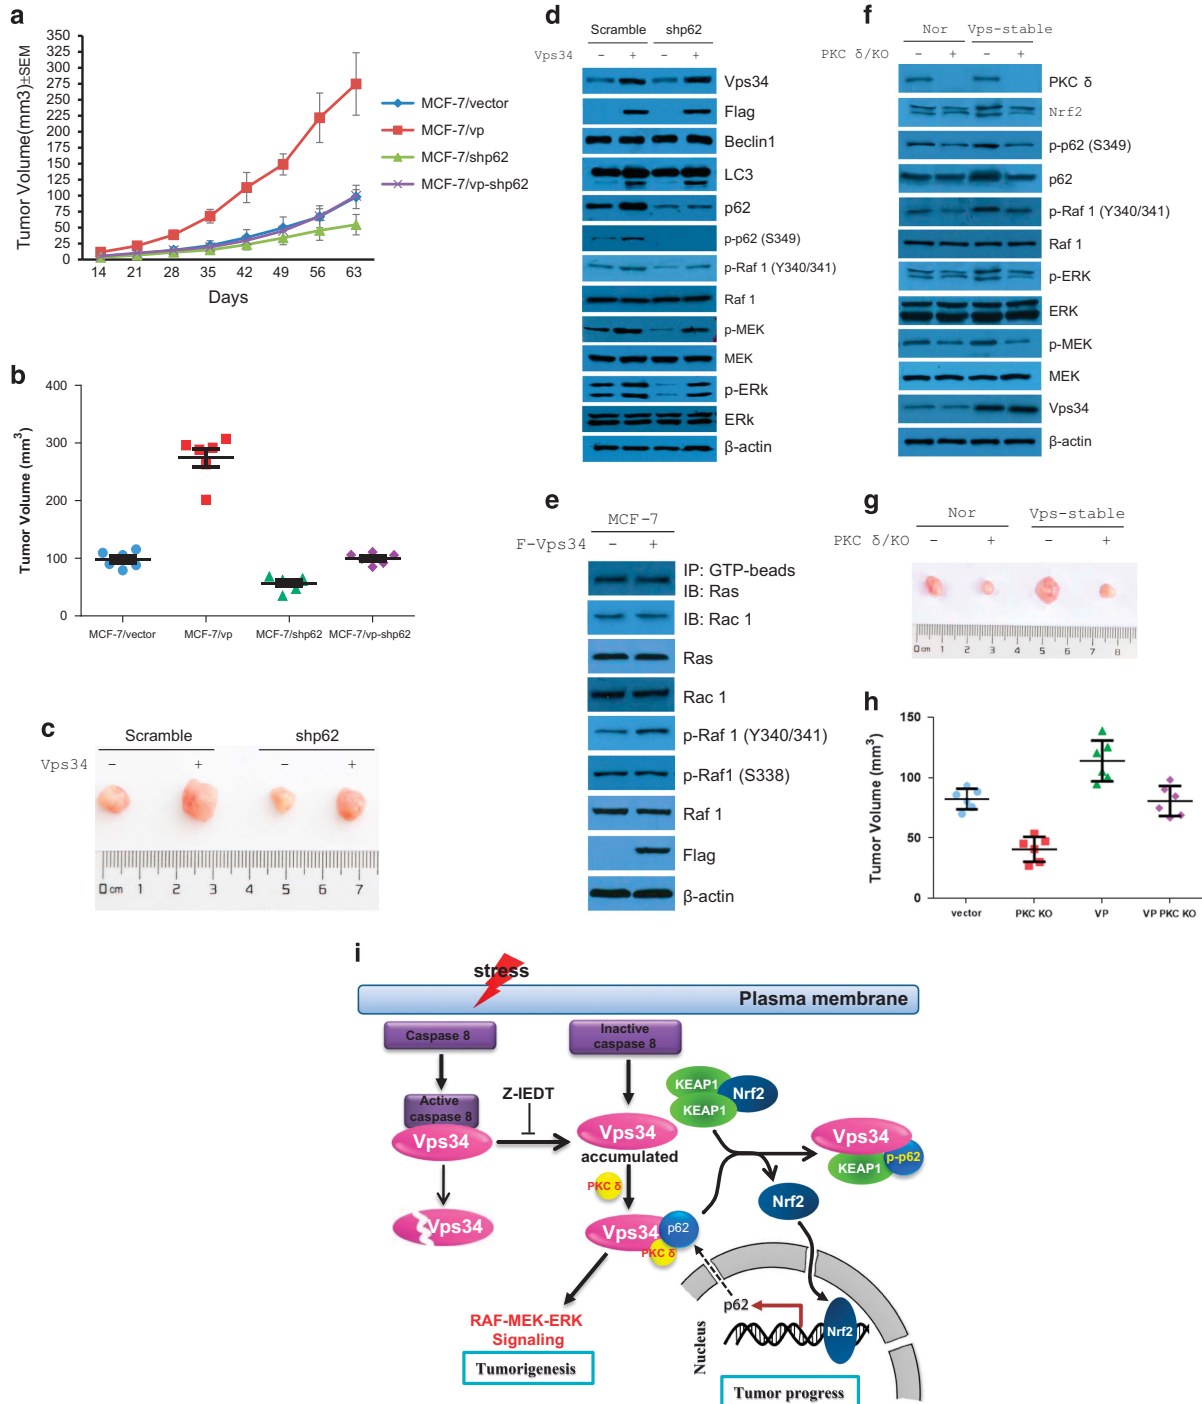 a
350
325
300
275
250
225
200
175
150
125
100
75
50
25
0
Tumor Volume(mm3)±SEM
14 21 28 35 42 49 56 63
Days
MCF-7/vector
MCF-7/vp
MCF-7/shp62
MCF-7/vp-shp62
b
400
300
200
100
0
Tumor Volume (mm³)
MCF-7/vector MCF-7/vp MCF-7/shp62 MCF-7/vp-shp62
c
Scramble shp62
Vps34 – + – +
0 cm 1 2 3 4 5 6 7
d
Scramble shp62
Vps34 – + – +
Vps34
Flag
Beclin1
LC3
p62
p-p62 (S349)
p-Raf 1 (Y340/341)
Raf 1
p-MEK
MEK
p-ERk
ERk
β-actin
e
MCF-7
F-Vps34 – +
IP: GTP-beads
IB: Ras
IB: Rac 1
Ras
Rac 1
p-Raf 1 (Y340/341)
p-Raf1 (S338)
Raf 1
Flag
β-actin
f
Nor Vps-stable
PKC δ/KO – + – +
PKC δ
Nrf2
p-p62 (S349)
p62
p-Raf 1 (Y340/341)
Raf 1
p-ERK
ERK
p-MEK
MEK
Vps34
β-actin
g
Nor Vps-stable
PKC δ/KO – + – +
0 cm 1 2 3 4 5 6 7 8
h
150
100
50
0
Tumor Volume (mm³)
vector PKC KO VP VP PKC KO
i
stress
Plasma membrane
Caspase 8
Inactive
caspase 8
Active
caspase 8
Z-IEDT
KEAP1
KEAP1
Nrf2
Vps34
Vps34
accumulated
Vps34
KEAP1
p-p62
PKC δ
Nrf2
Vps34
Vps34
p62
PKC δ
RAF-MEK-ERK
Signaling
Tumorigenesis
Nucleus
p62
Nrf2
Tumor progress